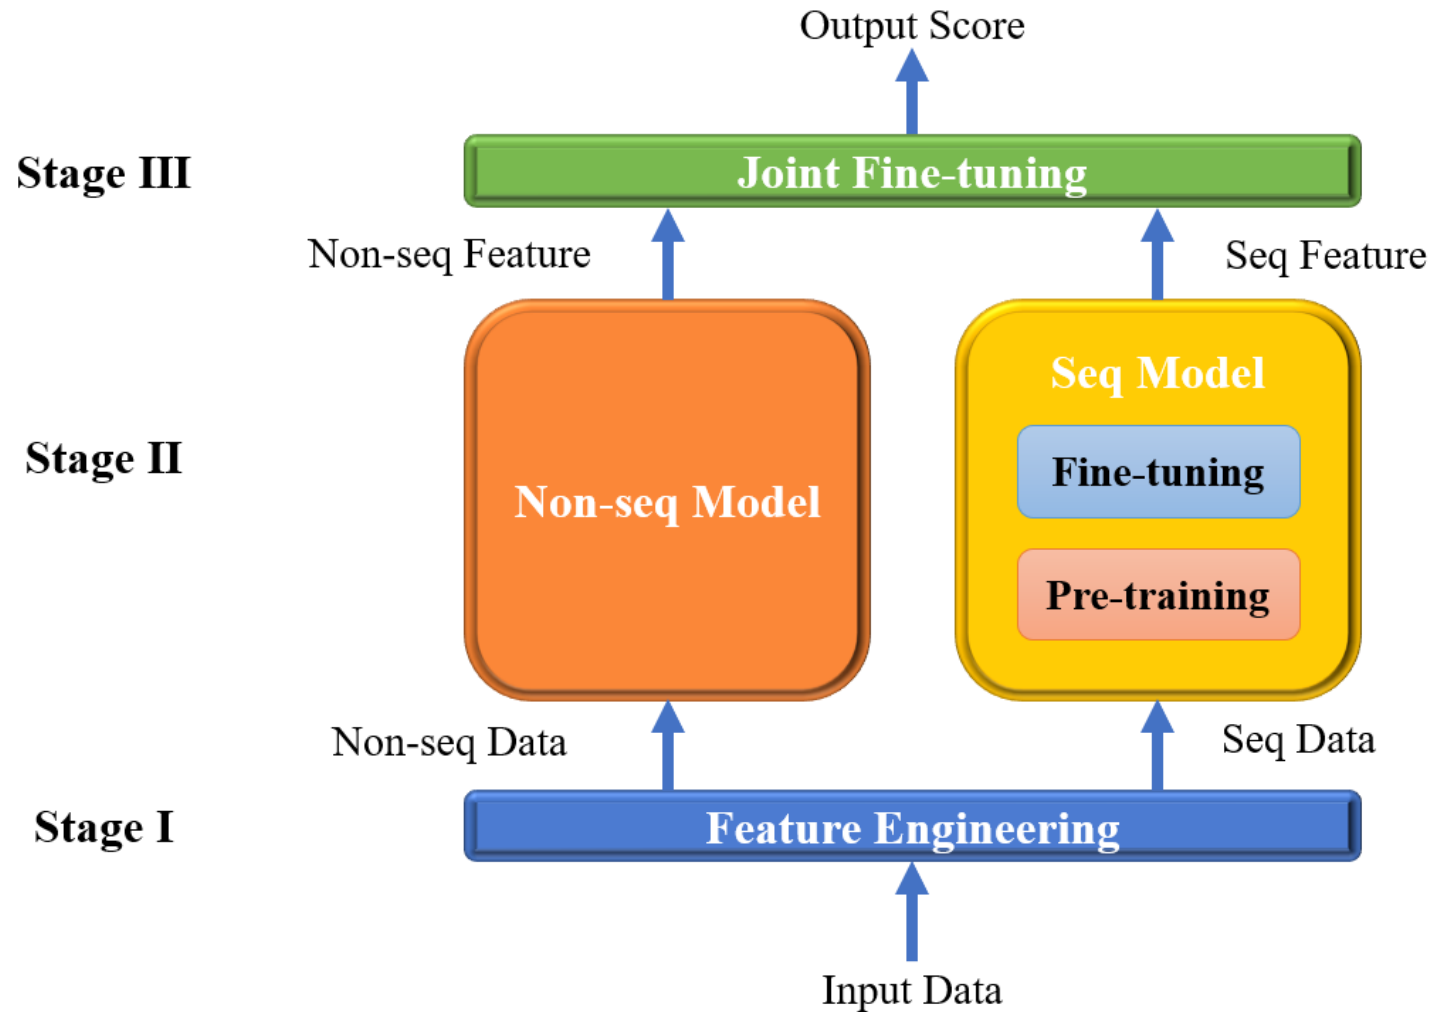 Output Score
Stage III
Joint Fine-tuning
Non-seq Feature
Seq Feature
Seq Model
Stage II
Fine-tuning
Non-seq Model
Pre-training
Non-seq Data
Seq Data
Stage I
Feature Engineering
Input Data